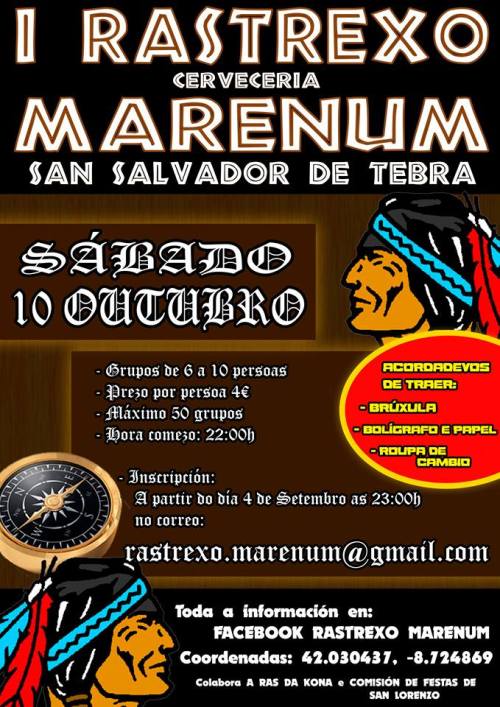 I RASTREXO
CERVECERIA
MARENUM
SAN SALVADOR DE TEBRA
SÁBADO
10 OUTUBRO
- Grupos de 6 a 10 persoas
- Prezo por persoa 4€
- Máximo 50 grupos
- Hora comezo: 22:00h
ACORDADEVOS
DE TRAER:
- BRÚXULA
- BOLÍGRAFO E PAPEL
- ROUPA DE
CAMBIO
- Inscripción:
A partir do día 4 de Setembro as 23:00h
no correo:
rastrexo.marenum@gmail.com
Toda a información en:
FACEBOOK RASTREXO MARENUM
Coordenadas: 42.030437, -8.724869
Colabora A RAS DA KONA e COMISIÓN DE FESTAS DE
SAN LORENZO